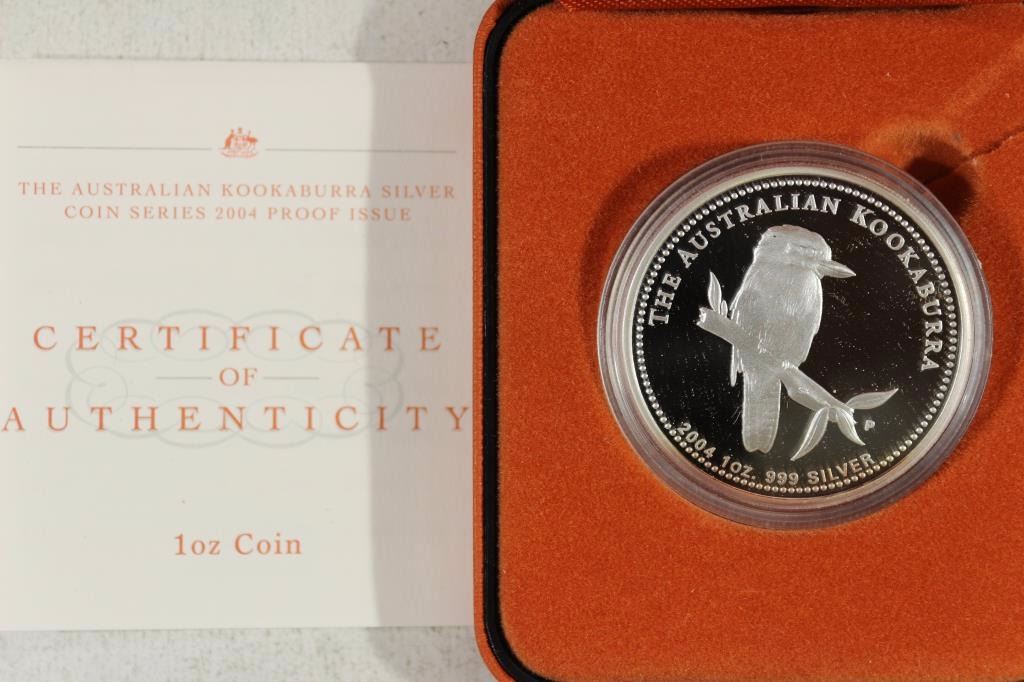 THE AUSTRALIAN KOOKABURRA SILVER
COIN SERIES 2004 PROOF ISSUE
CERTIFICATE
OF
AUTHENTICITY
1oz Coin
THE AUSTRALIAN KOOKABURRA
P
2004 1OZ. 999 SILVER